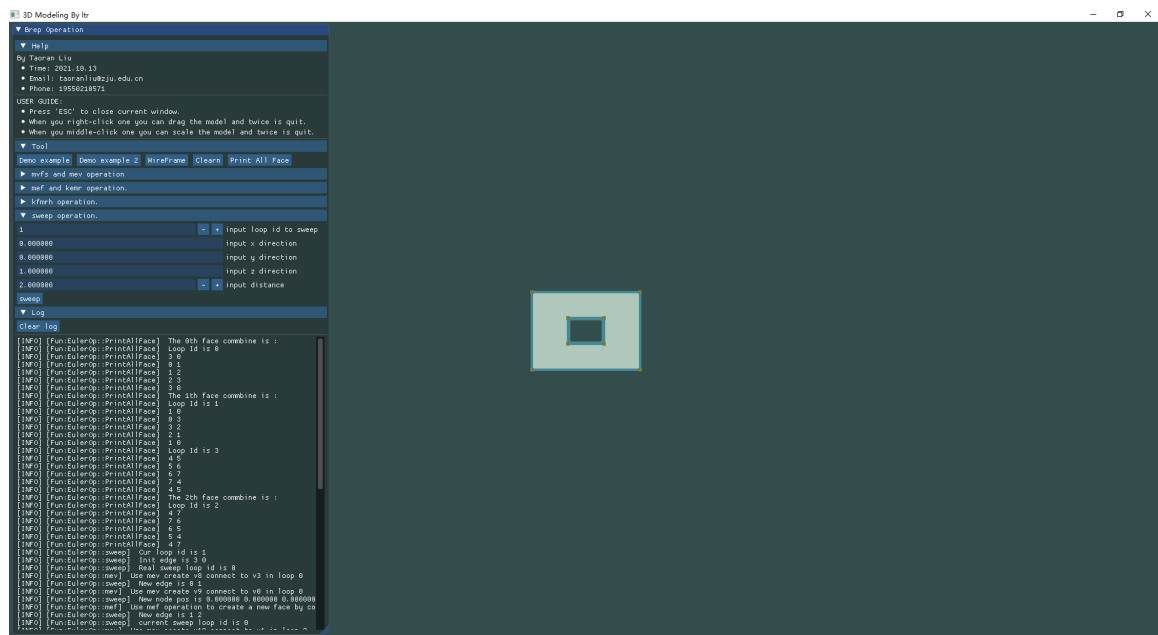 3D Modeling By ltr
Brep Operation
Help
By Taoran Liu
Time: 2021.10.13
Email: taoranliu@zju.edu.cn
Phone: 19550210571
USER GUIDE:
Press 'ESC' to close current window.
When you right-click one you can drag the model and twice is quit.
When you middle-click one you can scale the model and twice is quit.
Tool
Demo example Demo example 2 WireFrame Clearn Print All Face
mvfs and mev operation
mef and kemr operation.
kfmrh operation.
sweep operation.
1 - + input loop id to sweep
0.000000 input x direction
0.000000 input y direction
1.000000 input z direction
2.000000 - + input distance
sweep
Log
Clear log
[INFO] [Fun:EulerOp::PrintAllFace] The 0th face commbine is :
[INFO] [Fun:EulerOp::PrintAllFace] Loop Id is 0
[INFO] [Fun:EulerOp::PrintAllFace] 3 0
[INFO] [Fun:EulerOp::PrintAllFace] 0 1
[INFO] [Fun:EulerOp::PrintAllFace] 1 2
[INFO] [Fun:EulerOp::PrintAllFace] 2 3
[INFO] [Fun:EulerOp::PrintAllFace] 3 0
[INFO] [Fun:EulerOp::PrintAllFace] The 1th face commbine is :
[INFO] [Fun:EulerOp::PrintAllFace] Loop Id is 1
[INFO] [Fun:EulerOp::PrintAllFace] 1 0
[INFO] [Fun:EulerOp::PrintAllFace] 0 3
[INFO] [Fun:EulerOp::PrintAllFace] 3 2
[INFO] [Fun:EulerOp::PrintAllFace] 2 1
[INFO] [Fun:EulerOp::PrintAllFace] 1 0
[INFO] [Fun:EulerOp::PrintAllFace] Loop Id is 3
[INFO] [Fun:EulerOp::PrintAllFace] 4 5
[INFO] [Fun:EulerOp::PrintAllFace] 5 6
[INFO] [Fun:EulerOp::PrintAllFace] 6 7
[INFO] [Fun:EulerOp::PrintAllFace] 7 4
[INFO] [Fun:EulerOp::PrintAllFace] 4 5
[INFO] [Fun:EulerOp::PrintAllFace] The 2th face commbine is :
[INFO] [Fun:EulerOp::PrintAllFace] Loop Id is 2
[INFO] [Fun:EulerOp::PrintAllFace] 4 7
[INFO] [Fun:EulerOp::PrintAllFace] 7 6
[INFO] [Fun:EulerOp::PrintAllFace] 6 5
[INFO] [Fun:EulerOp::PrintAllFace] 5 4
[INFO] [Fun:EulerOp::PrintAllFace] 4 7
[INFO] [Fun:EulerOp::sweep] Cur loop id is 1
[INFO] [Fun:EulerOp::sweep] Init edge is 3 0
[INFO] [Fun:EulerOp::sweep] Real sweep loop id is 0
[INFO] [Fun:EulerOp::mev] Use mev create v8 connect to v3 in loop 0
[INFO] [Fun:EulerOp::sweep] New edge is 0 1
[INFO] [Fun:EulerOp::mev] Use mev create v9 connect to v0 in loop 0
[INFO] [Fun:EulerOp::sweep] New node pos is 0.000000 0.000000 0.000000
[INFO] [Fun:EulerOp::mef] Use mef operation to create a new face by co
[INFO] [Fun:EulerOp::sweep] New edge is 1 2
[INFO] [Fun:EulerOp::sweep] current sweep loop id is 0